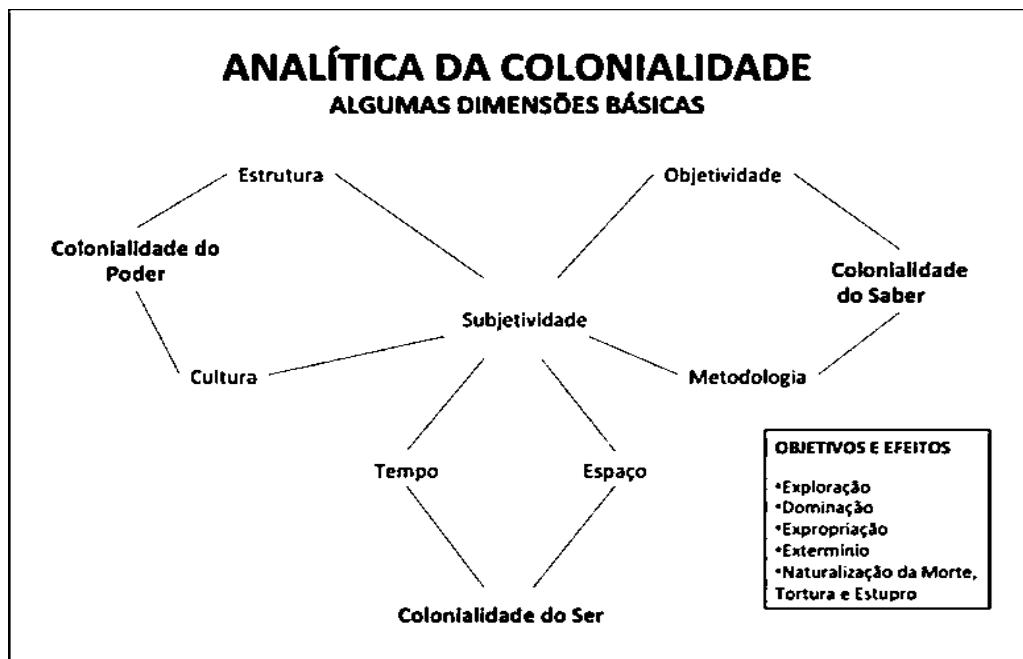 ANALÍTICA DA COLONIALIDADE
ALGUMAS DIMENSÕES BÁSICAS
Estrutura
Objetividade
Colonialidade do
Poder
Colonialidade
do Saber
Subjetividade
Cultura
Metodologia
Tempo
Espaço
Colonialidade do Ser
OBJETIVOS E EFEITOS
•Exploração
•Dominação
•Expropriação
•Extermínio
•Naturalização da Morte,
Tortura e Estupro